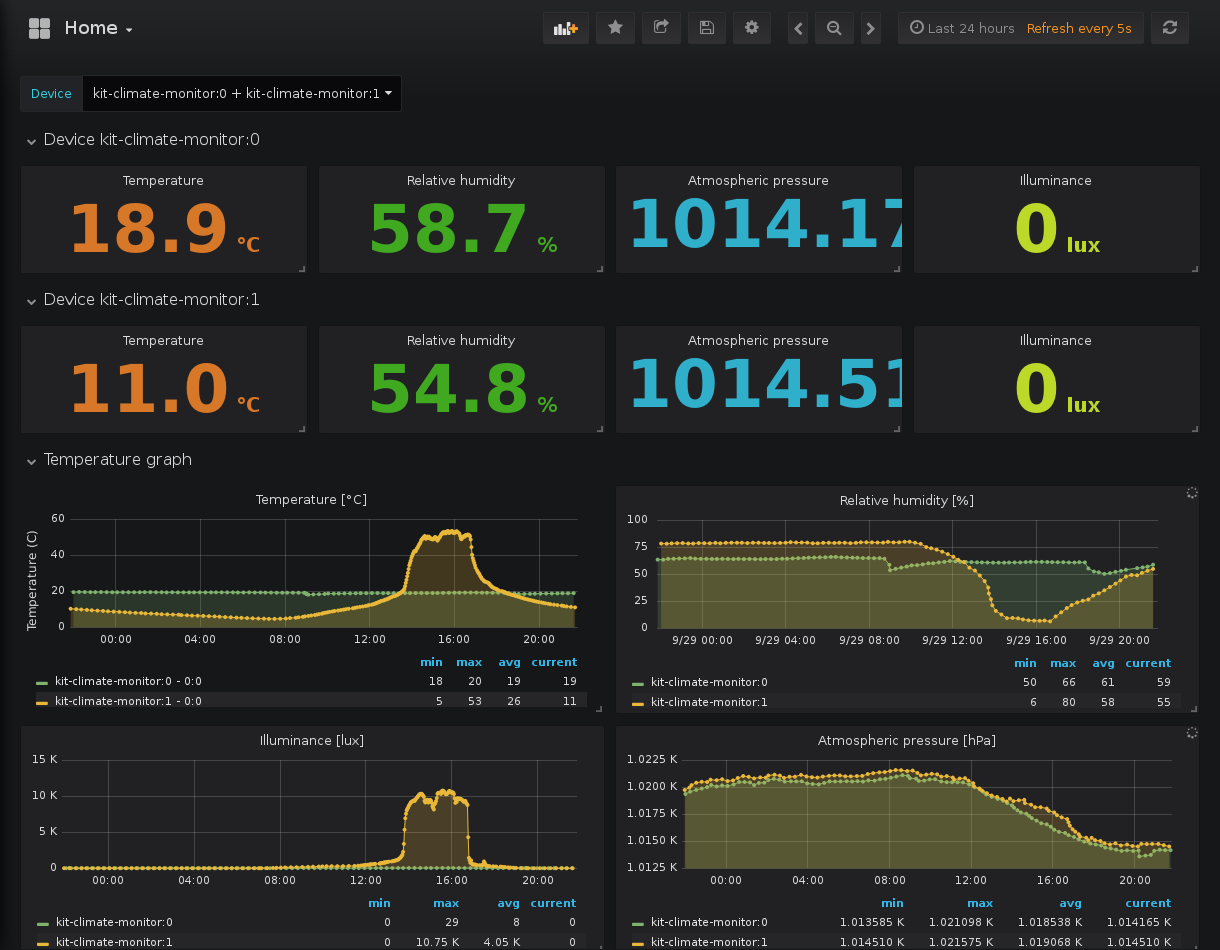 Home
Last 24 hours Refresh every 5s
Device kit-climate-monitor:0 + kit-climate-monitor:1
Device kit-climate-monitor:0
Temperature Relative humidity Atmospheric pressure Illuminance
18.9 °C 58.7 % 1014.17 0 lux
Device kit-climate-monitor:1
Temperature Relative humidity Atmospheric pressure Illuminance
11.0 °C 54.8 % 1014.51 0 lux
Temperature graph
Temperature [°C]
Temperature (C)
60
40
20
0
00:00 04:00 08:00 12:00 16:00 20:00
min max avg current
kit-climate-monitor:0 - 0:0 18 20 19 19
kit-climate-monitor:1 - 0:0 5 53 26 11
Relative humidity [%]
100
75
50
25
0
9/29 00:00 9/29 04:00 9/29 08:00 9/29 12:00 9/29 16:00 9/29 20:00
min max avg current
kit-climate-monitor:0 50 66 61 59
kit-climate-monitor:1 6 80 58 55
Illuminance [lux]
15 K
10 K
5 K
0
00:00 04:00 08:00 12:00 16:00 20:00
min max avg current
kit-climate-monitor:0 0 29 8 0
kit-climate-monitor:1 0 10.75 K 4.05 K 0
Atmospheric pressure [hPa]
1.0225 K
1.0200 K
1.0175 K
1.0150 K
1.0125 K
00:00 04:00 08:00 12:00 16:00 20:00
min max avg current
kit-climate-monitor:0 1.013585 K 1.021098 K 1.018538 K 1.014165 K
kit-climate-monitor:1 1.014510 K 1.021575 K 1.019068 K 1.014510 K